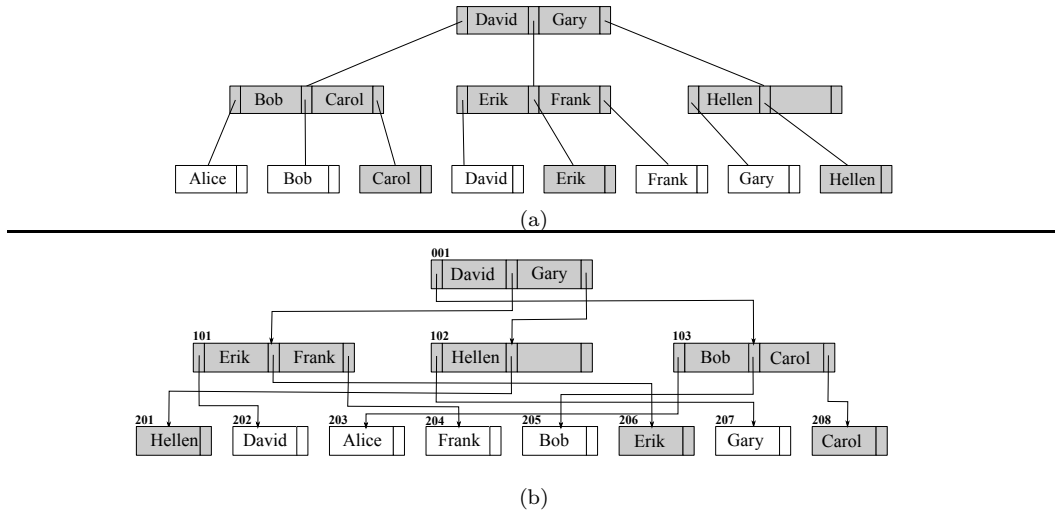 David Gary
Bob Carol Erik Frank Hellen
Alice Bob Carol David Erik Frank Gary Hellen
(a)
001
David Gary
101 102 103
Erik Frank Hellen Bob Carol
201 202 203 204 205 206 207 208
Hellen David Alice Frank Bob Erik Gary Carol
(b)